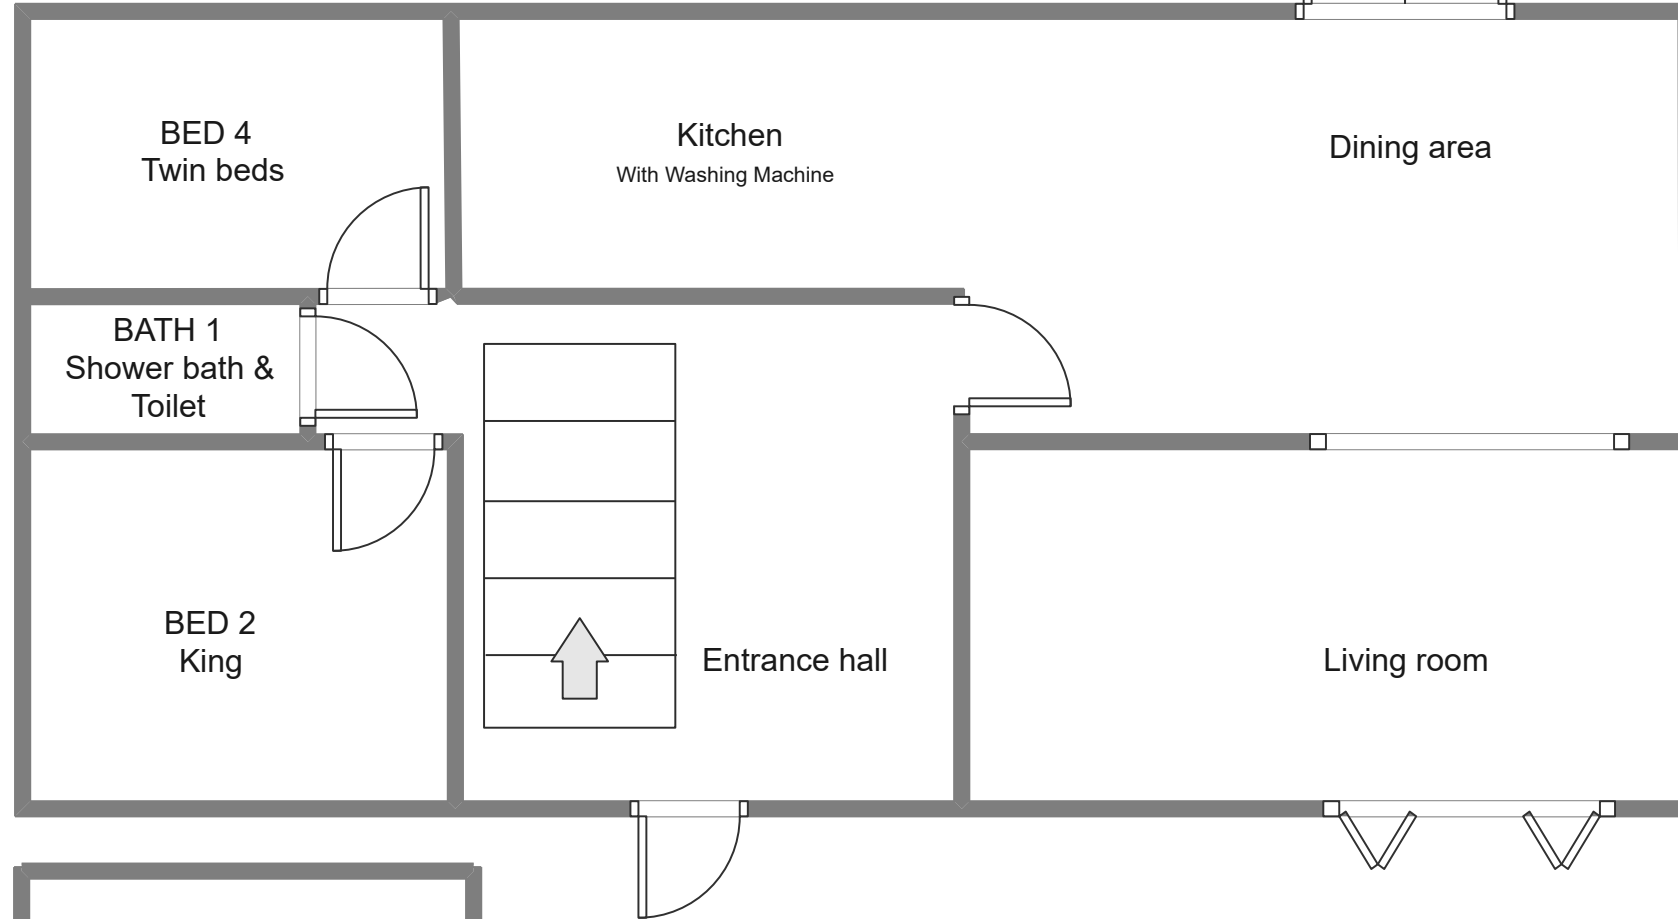 BED 4
Twin beds
Kitchen
With Washing Machine
Dining area
BATH 1
Shower bath &
Toilet
BED 2
King
Entrance hall
Living room